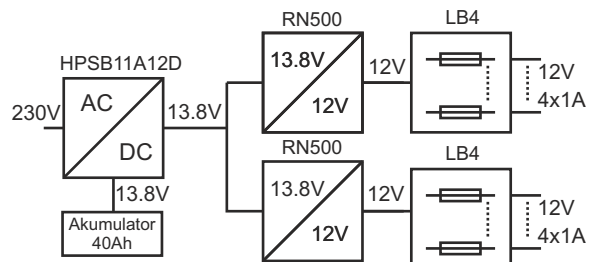 RN500
LB4
HPSB11A12D
13.8V
12V
12V
12V
4x1A
AC
DC
230V
13.8V
13.8V
Akumulator
40Ah
RN500
LB4
13.8V
12V
12V
12V
4x1A